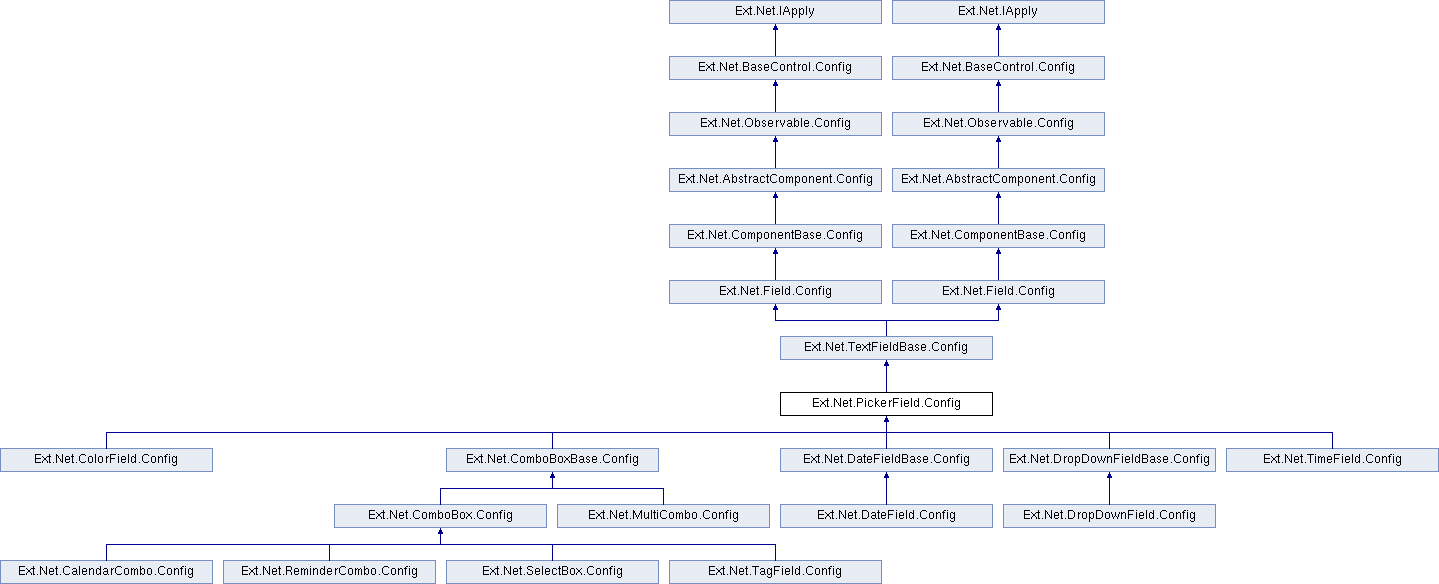 Ext.Net.IApply Ext.Net.IApply
Ext.Net.BaseControl.Config Ext.Net.BaseControl.Config
Ext.Net.Observable.Config Ext.Net.Observable.Config
Ext.Net.AbstractComponent.Config Ext.Net.AbstractComponent.Config
Ext.Net.ComponentBase.Config Ext.Net.ComponentBase.Config
Ext.Net.Field.Config Ext.Net.Field.Config
Ext.Net.TextFieldBase.Config
Ext.Net.PickerField.Config
Ext.Net.ColorField.Config Ext.Net.ComboBoxBase.Config Ext.Net.DateFieldBase.Config Ext.Net.DropDownFieldBase.Config Ext.Net.TimeField.Config
Ext.Net.ComboBox.Config Ext.Net.MultiCombo.Config Ext.Net.DateField.Config Ext.Net.DropDownField.Config
Ext.Net.CalendarCombo.Config Ext.Net.ReminderCombo.Config Ext.Net.SelectBox.Config Ext.Net.TagField.Config